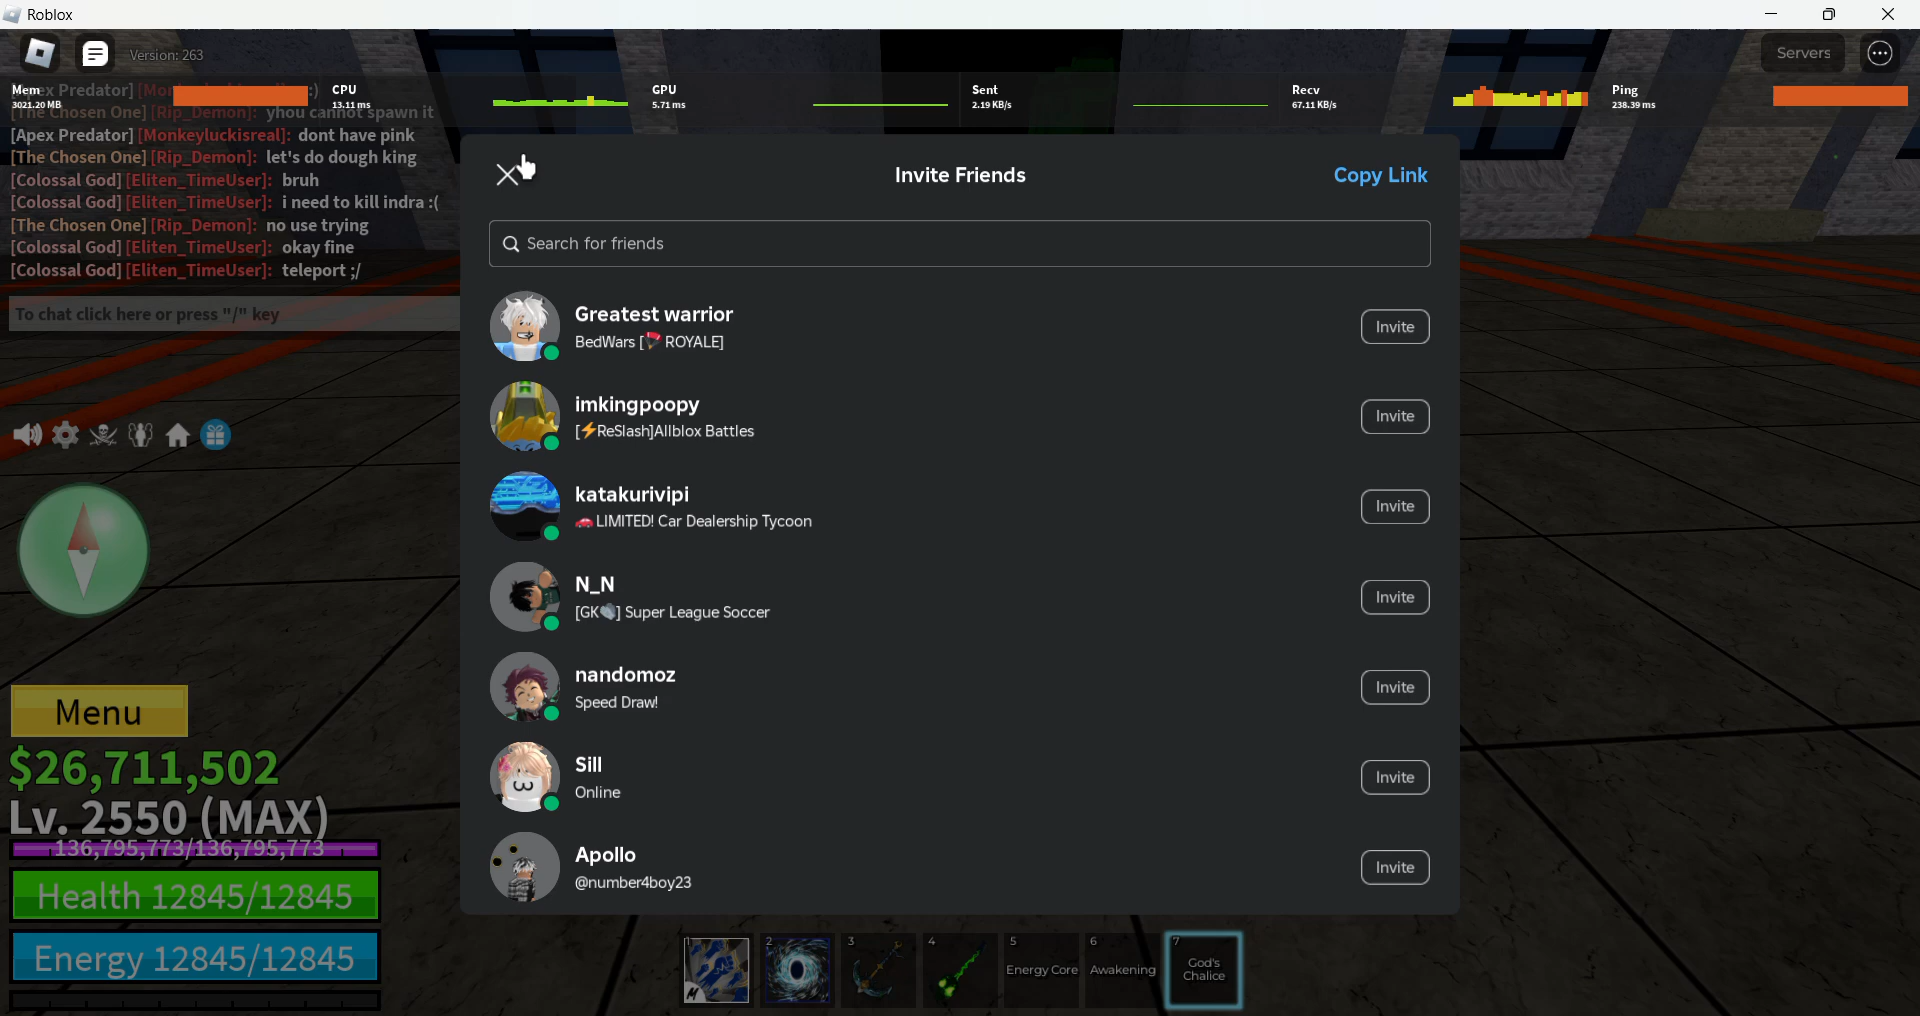 Roblox
Version: 263
Servers
Mem
3021.20 MB
CPU
13.11 ms
GPU
5.71 ms
Sent
2.19 KB/s
Recv
67.11 KB/s
Ping
238.39 ms
Apex Predator] :)
[The Chosen One] [Rip_Demon]: yhou cannot spawn it
[Apex Predator] [Monkeyluckisreal]: dont have pink
[The Chosen One] [Rip_Demon]: let's do dough king
[Colossal God] [Eliten_TimeUser]: bruh
[Colossal God] [Eliten_TimeUser]: i need to kill indra :(
[The Chosen One] [Rip_Demon]: no use trying
[Colossal God] [Eliten_TimeUser]: okay fine
[Colossal God] [Eliten_TimeUser]: teleport ;/
To chat click here or press "/" key
Invite Friends
Copy Link
Search for friends
Greatest warrior
BedWars [🪭 ROYALE]
Invite
imkingpoopy
[⚡ReSlash]Allblox Battles
Invite
katakurivipi
🚗LIMITED! Car Dealership Tycoon
Invite
N_N
[GK🧤] Super League Soccer
Invite
nandomoz
Speed Draw!
Invite
Sill
Online
Invite
Apollo
@number4boy23
Invite
Menu
$26,711,502
Lv. 2550 (MAX)
136,795,773/136,795,773
Health 12845/12845
Energy 12845/12845
1
M
2
3
4
5
Energy Core
6
Awakening
7
God's
Chalice